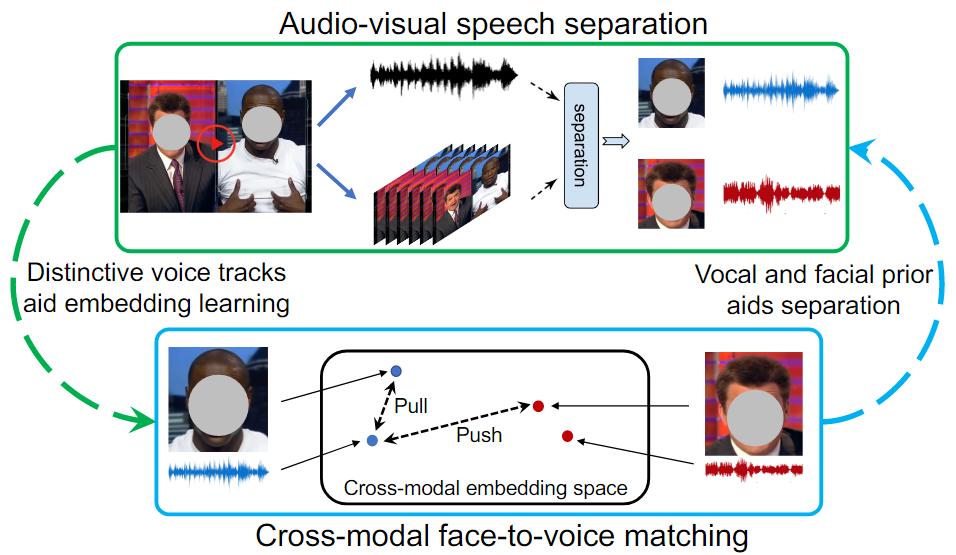 Audio-visual speech separation
separation
Distinctive voice tracks
aid embedding learning
Vocal and facial prior
aids separation
Pull
Push
Cross-modal embedding space
Cross-modal face-to-voice matching